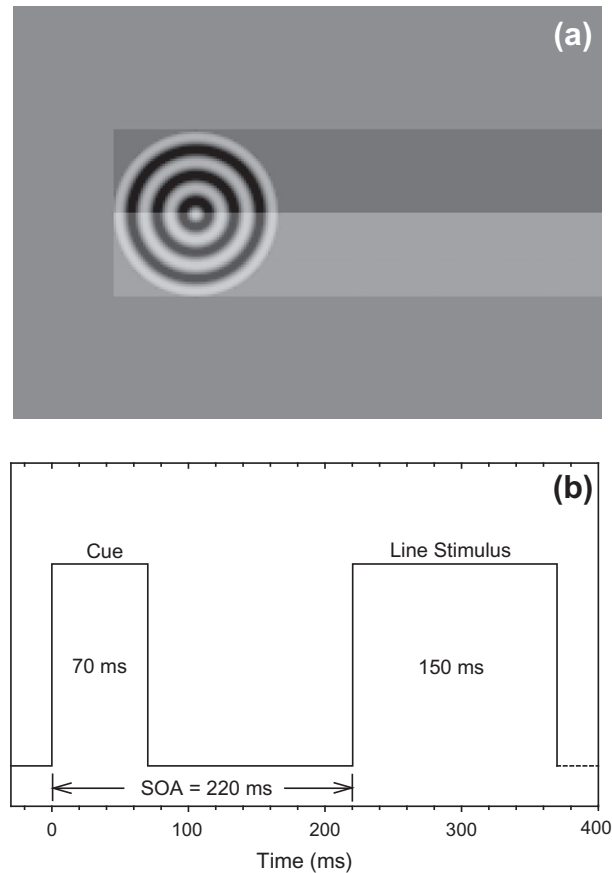 (a)
(b)
Cue
Line Stimulus
70 ms
150 ms
SOA = 220 ms
0 100 200 300 400
Time (ms)